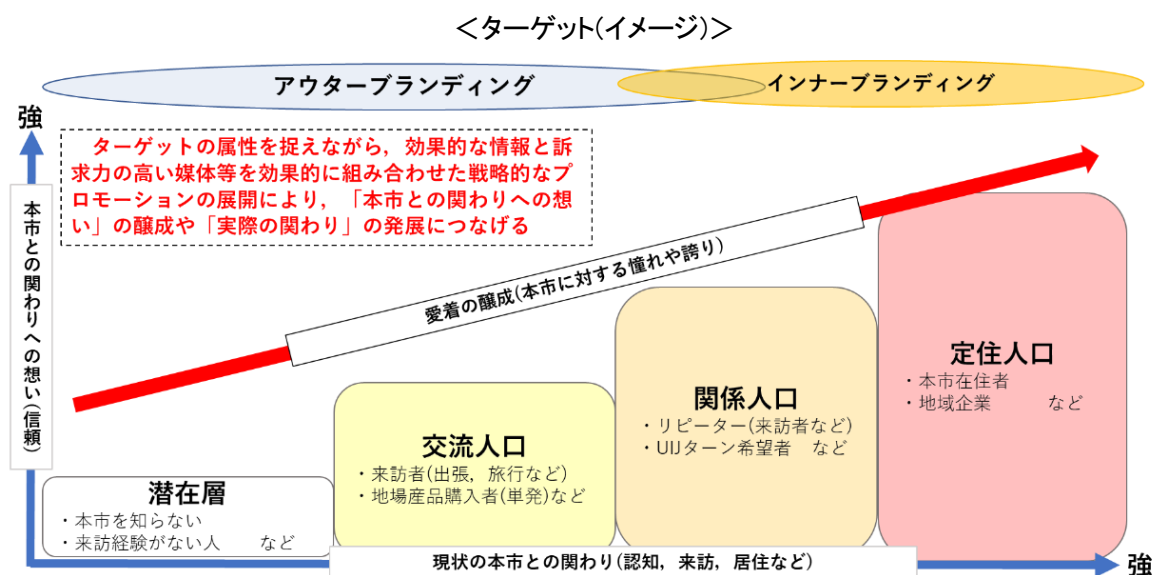 ＜ターゲット(イメージ)＞
アウターブランディング
インナーブランディング
強
ターゲットの属性を捉えながら，効果的な情報と訴
求力の高い媒体等を効果的に組み合わせた戦略的なプ
ロモーションの展開により，「本市との関わりへの想
い」の醸成や「実際の関わり」の発展につなげる
本市との関わりへの想い(信頼)
愛着の醸成(本市に対する憧れや誇り)
潜在層
・本市を知らない
・来訪経験がない人　など
交流人口
・来訪者(出張，旅行など)
・地場産品購入者(単発)など
関係人口
・リピーター(来訪者など)
・UIJターン希望者　など
定住人口
・本市在住者
・地域企業　など
現状の本市との関わり(認知，来訪，居住など)
強